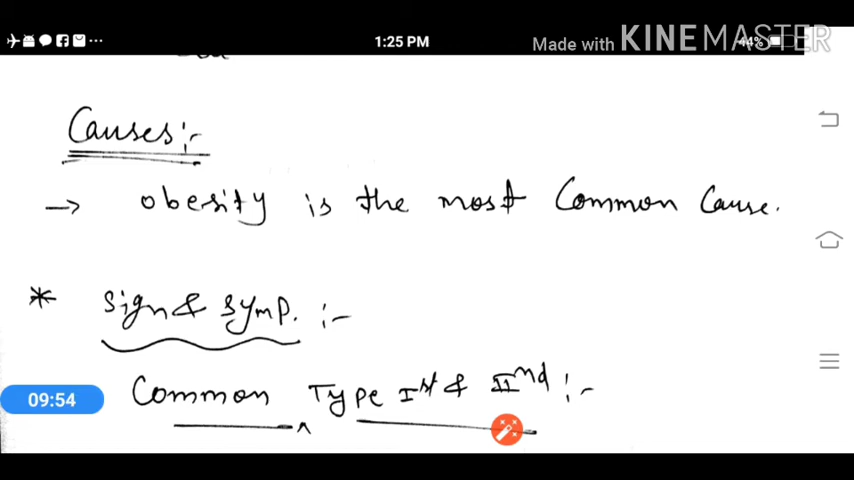 1:25 PM
Made with KINEMASTER
44%
Causes:-
→ obesity is the most Common Cause.
* Sign & Symp. :-
Common Type Ist & IInd :-
09:54